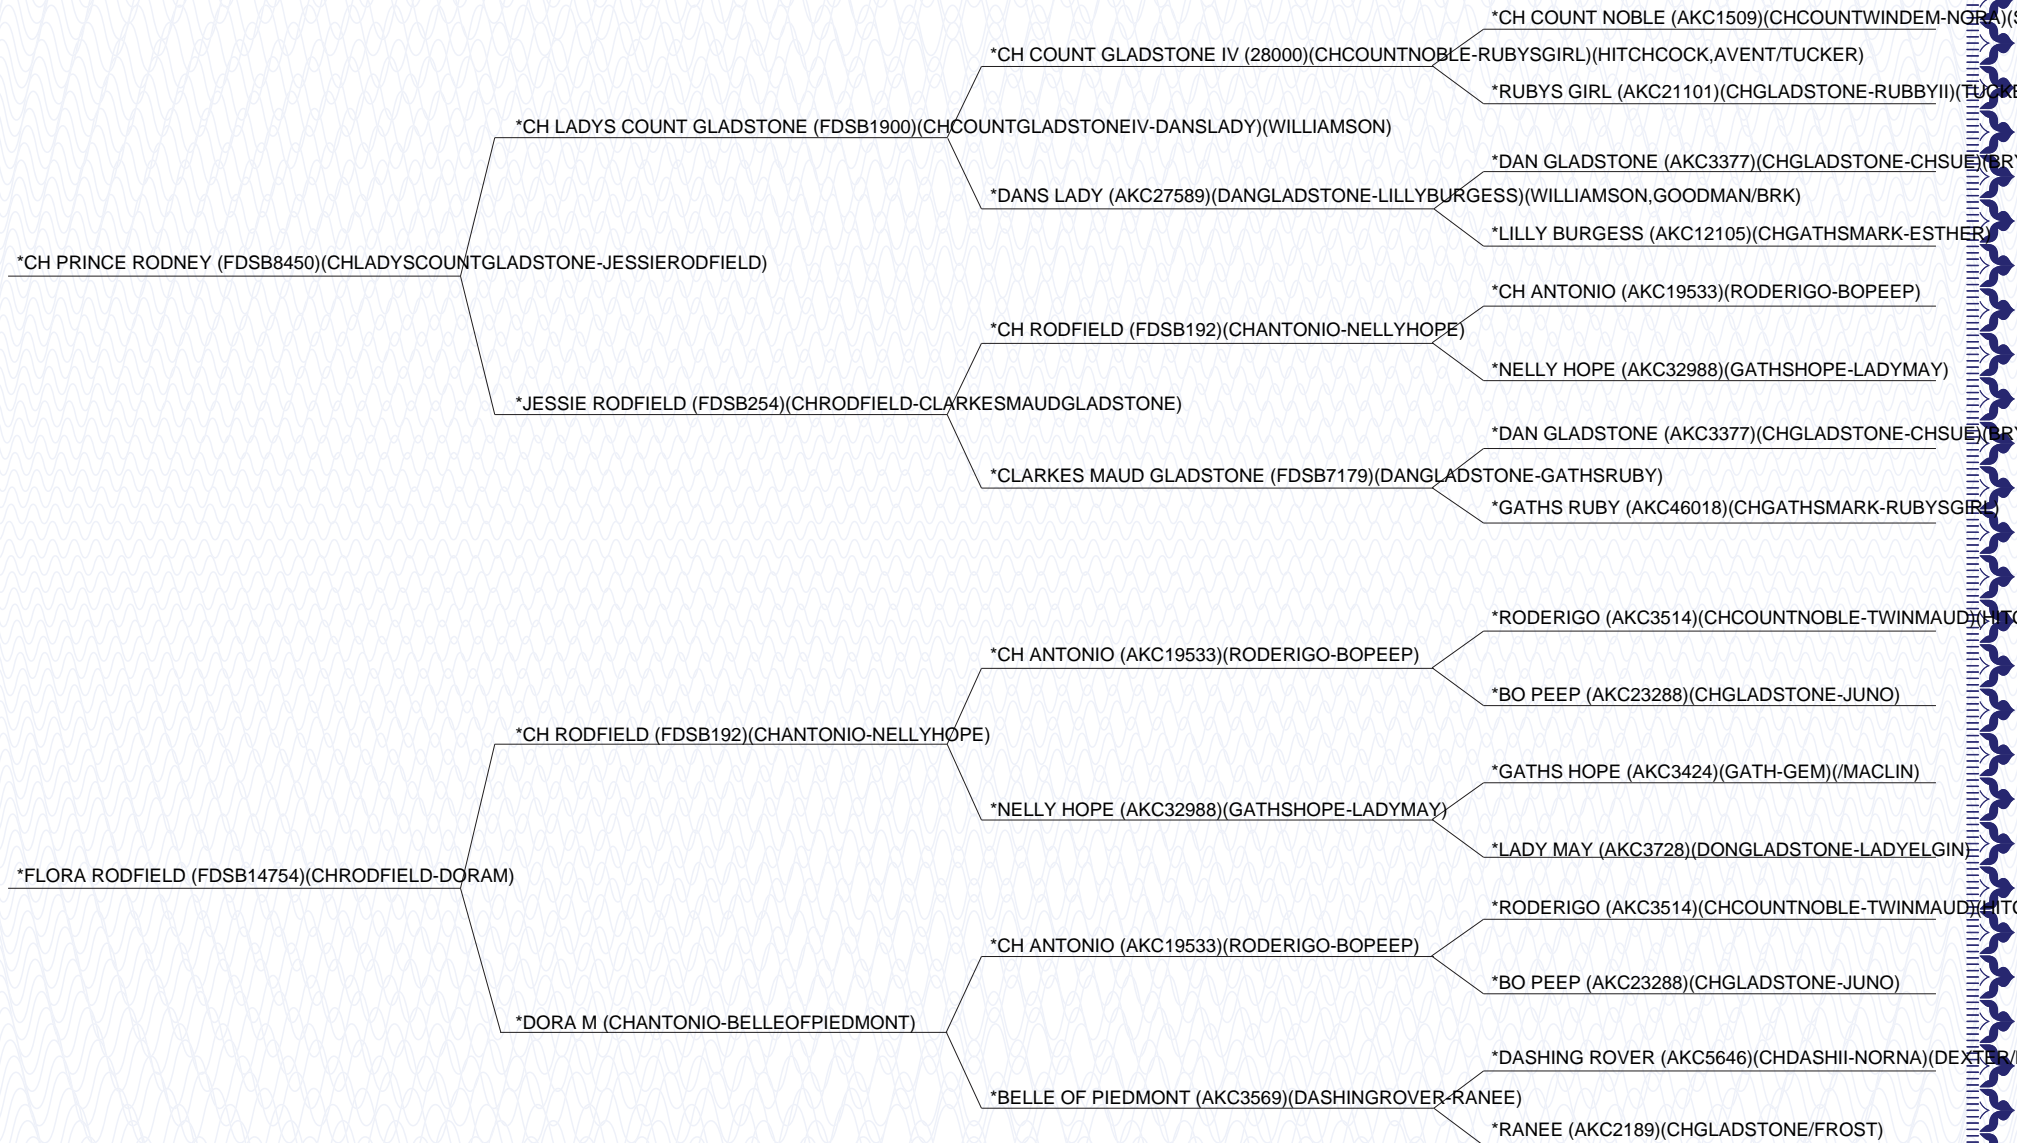 *CH COUNT NOBLE (AKC1509)(CHCOUNTWINDEM-NORA)(S
*CH COUNT GLADSTONE IV (28000)(CHCOUNTNOBLE-RUBYSGIRL)(HITCHCOCK,AVENT/TUCKER)
*RUBYS GIRL (AKC21101)(CHGLADSTONE-RUBBYII)(TUCKE
*CH LADYS COUNT GLADSTONE (FDSB1900)(CHCOUNTGLADSTONEIV-DANSLADY)(WILLIAMSON)
*DAN GLADSTONE (AKC3377)(CHGLADSTONE-CHSUE)(BRY
*DANS LADY (AKC27589)(DANGLADSTONE-LILLYBURGESS)(WILLIAMSON,GOODMAN/BRK)
*LILLY BURGESS (AKC12105)(CHGATHSMARK-ESTHER)
*CH PRINCE RODNEY (FDSB8450)(CHLADYSCOUNTGLADSTONE-JESSIERODFIELD)
*CH ANTONIO (AKC19533)(RODERIGO-BOPEEP)
*CH RODFIELD (FDSB192)(CHANTONIO-NELLYHOPE)
*NELLY HOPE (AKC32988)(GATHSHOPE-LADYMAY)
*JESSIE RODFIELD (FDSB254)(CHRODFIELD-CLARKESMAUDGLADSTONE)
*DAN GLADSTONE (AKC3377)(CHGLADSTONE-CHSUE)(BRY
*CLARKES MAUD GLADSTONE (FDSB7179)(DANGLADSTONE-GATHSRUBY)
*GATHS RUBY (AKC46018)(CHGATHSMARK-RUBYSGIRL)
*RODERIGO (AKC3514)(CHCOUNTNOBLE-TWINMAUD)(HITC
*CH ANTONIO (AKC19533)(RODERIGO-BOPEEP)
*BO PEEP (AKC23288)(CHGLADSTONE-JUNO)
*CH RODFIELD (FDSB192)(CHANTONIO-NELLYHOPE)
*GATHS HOPE (AKC3424)(GATH-GEM)(/MACLIN)
*NELLY HOPE (AKC32988)(GATHSHOPE-LADYMAY)
*LADY MAY (AKC3728)(DONGLADSTONE-LADYELGIN)
*FLORA RODFIELD (FDSB14754)(CHRODFIELD-DORAM)
*RODERIGO (AKC3514)(CHCOUNTNOBLE-TWINMAUD)(HITC
*CH ANTONIO (AKC19533)(RODERIGO-BOPEEP)
*BO PEEP (AKC23288)(CHGLADSTONE-JUNO)
*DORA M (CHANTONIO-BELLEOFPIEDMONT)
*DASHING ROVER (AKC5646)(CHDASHII-NORNA)(DEXTER/
*BELLE OF PIEDMONT (AKC3569)(DASHINGROVER-RANEE)
*RANEE (AKC2189)(CHGLADSTONE/FROST)